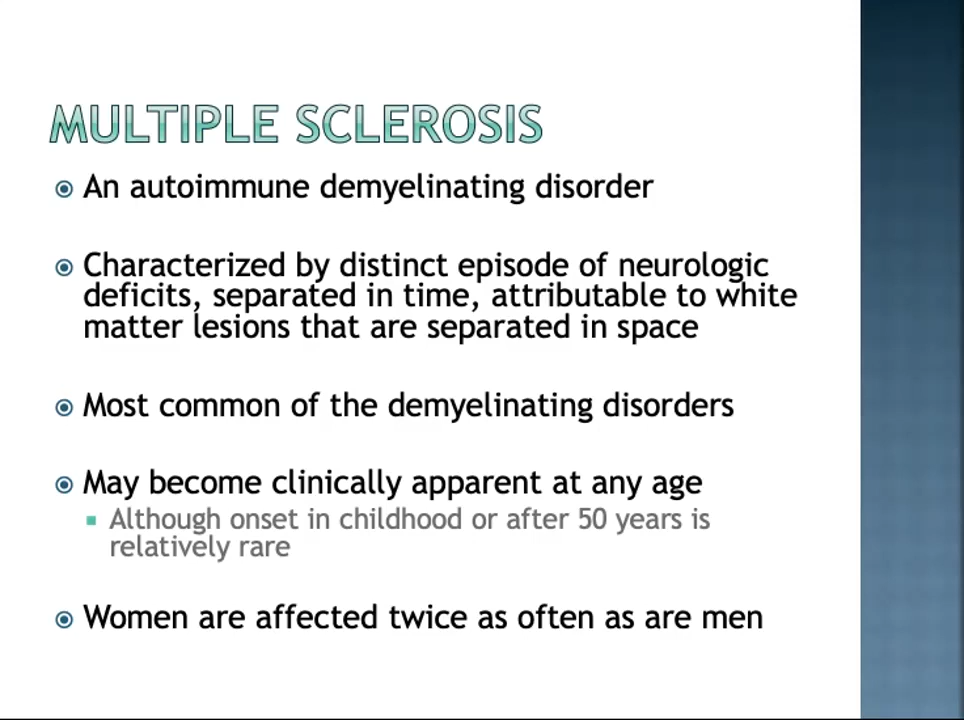 MULTIPLE SCLEROSIS
An autoimmune demyelinating disorder
Characterized by distinct episode of neurologic
deficits, separated in time, attributable to white
matter lesions that are separated in space
Most common of the demyelinating disorders
May become clinically apparent at any age
Although onset in childhood or after 50 years is
relatively rare
Women are affected twice as often as are men